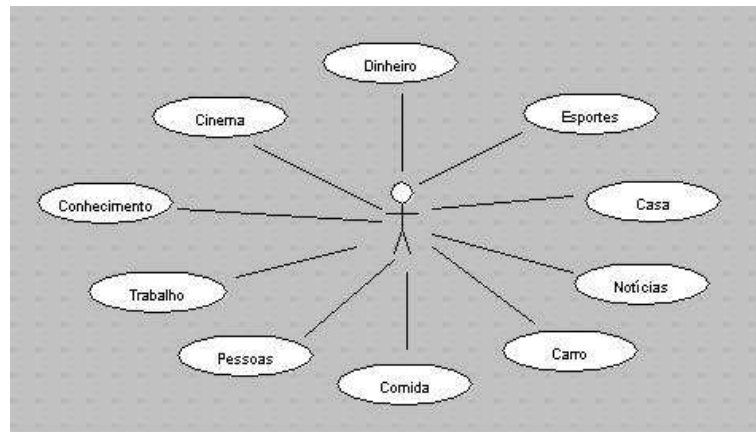 Dinheiro
Cinema
Esportes
Conhecimento
Casa
Trabalho
Notícias
Pessoas
Carro
Comida